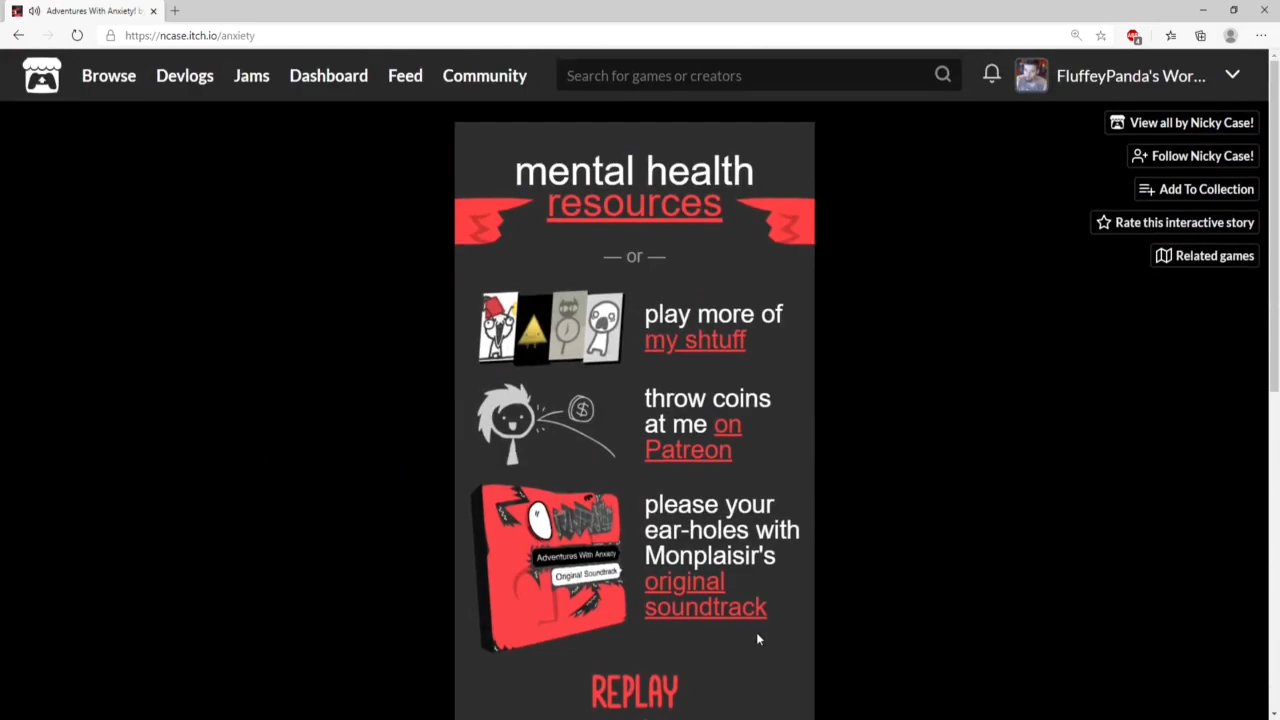 Adventures With Anxiety! b
https://ncase.itch.io/anxiety
Browse
Devlogs
Jams
Dashboard
Feed
Community
Search for games or creators
FluffeyPanda's Wor...
View all by Nicky Case!
Follow Nicky Case!
Add To Collection
Rate this interactive story
Related games
mental health
resources
— or —
play more of
my shtuff
$
throw coins
at me on
Patreon
Adventures With Anxiety
Original Soundtrack
please your
ear-holes with
Monplaisir's
original
soundtrack
REPLAY